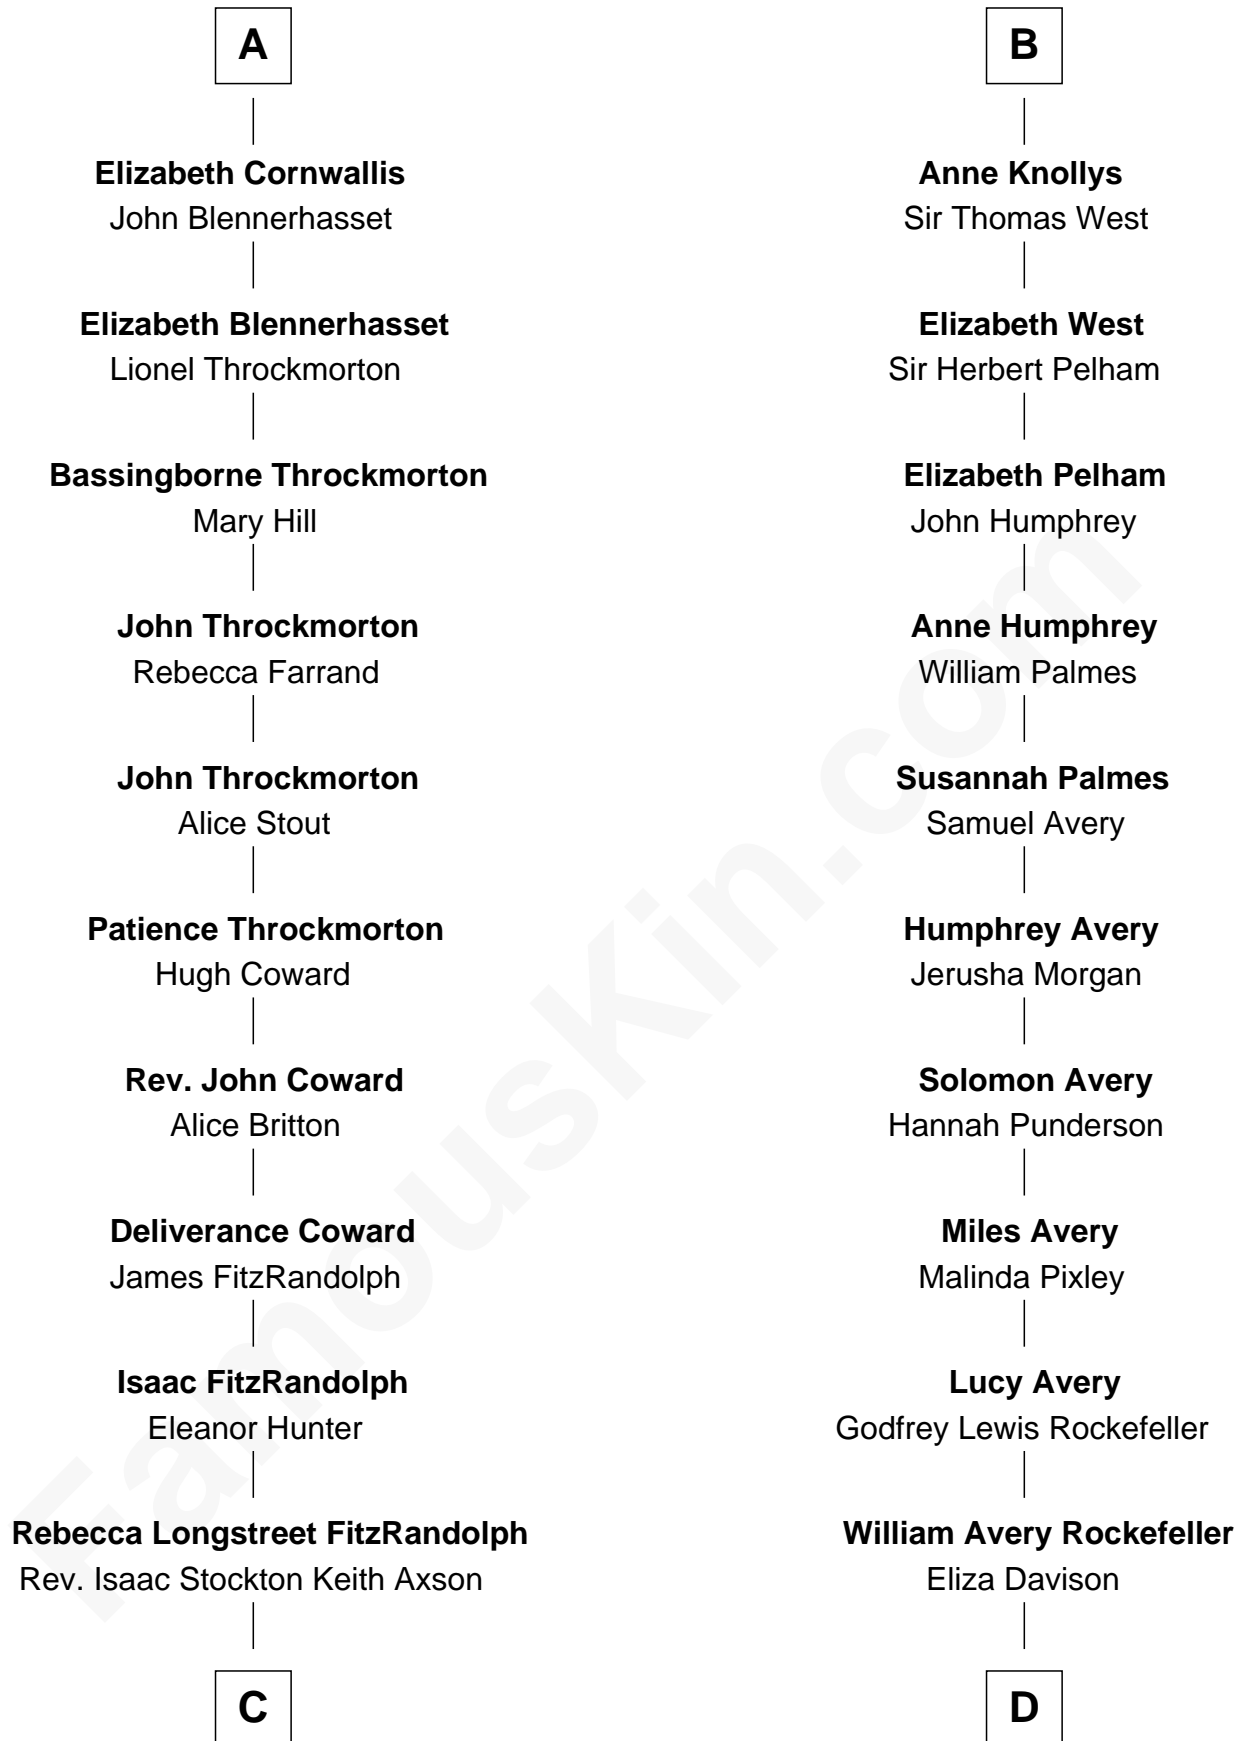 A
Elizabeth Cornwallis
John Blennerhasset
Elizabeth Blennerhasset
Lionel Throckmorton
Bassingborne Throckmorton
Mary Hill
John Throckmorton
Rebecca Farrand
John Throckmorton
Alice Stout
Patience Throckmorton
Hugh Coward
Rev. John Coward
Alice Britton
Deliverance Coward
James FitzRandolph
Isaac FitzRandolph
Eleanor Hunter
Rebecca Longstreet FitzRandolph
Rev. Isaac Stockton Keith Axson
C
B
Anne Knollys
Sir Thomas West
Elizabeth West
Sir Herbert Pelham
Elizabeth Pelham
John Humphrey
Anne Humphrey
William Palmes
Susannah Palmes
Samuel Avery
Humphrey Avery
Jerusha Morgan
Solomon Avery
Hannah Punderson
Miles Avery
Malinda Pixley
Lucy Avery
Godfrey Lewis Rockefeller
William Avery Rockefeller
Eliza Davison
D
FamousKin.com